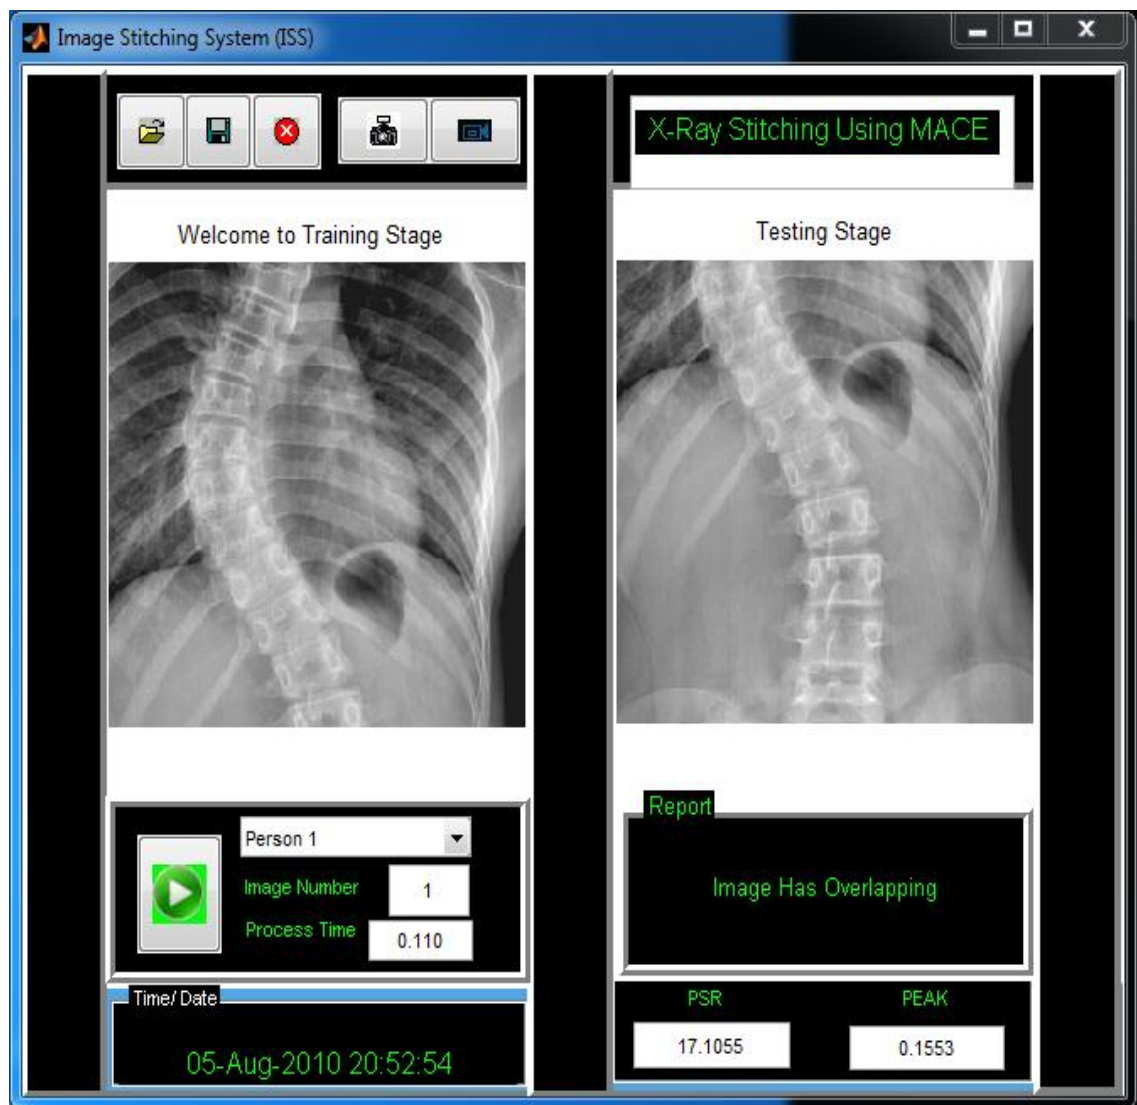 Image Stitching System (ISS)
X-Ray Stitching Using MACE
Welcome to Training Stage
Testing Stage
Person 1
Image Number
1
Process Time
0.110
Time/ Date
05-Aug-2010 20:52:54
Report
Image Has Overlapping
PSR
PEAK
17.1055
0.1553